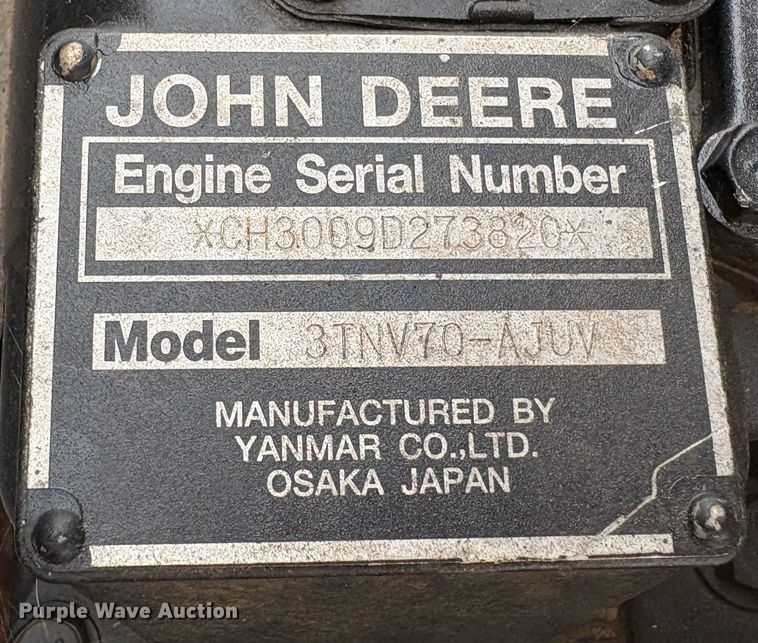 JOHN DEERE
Engine Serial Number
*CH3009D273820*
Model 3TNV70-AJUV
MANUFACTURED BY
YANMAR CO.,LTD.
OSAKA JAPAN
Purple Wave Auction